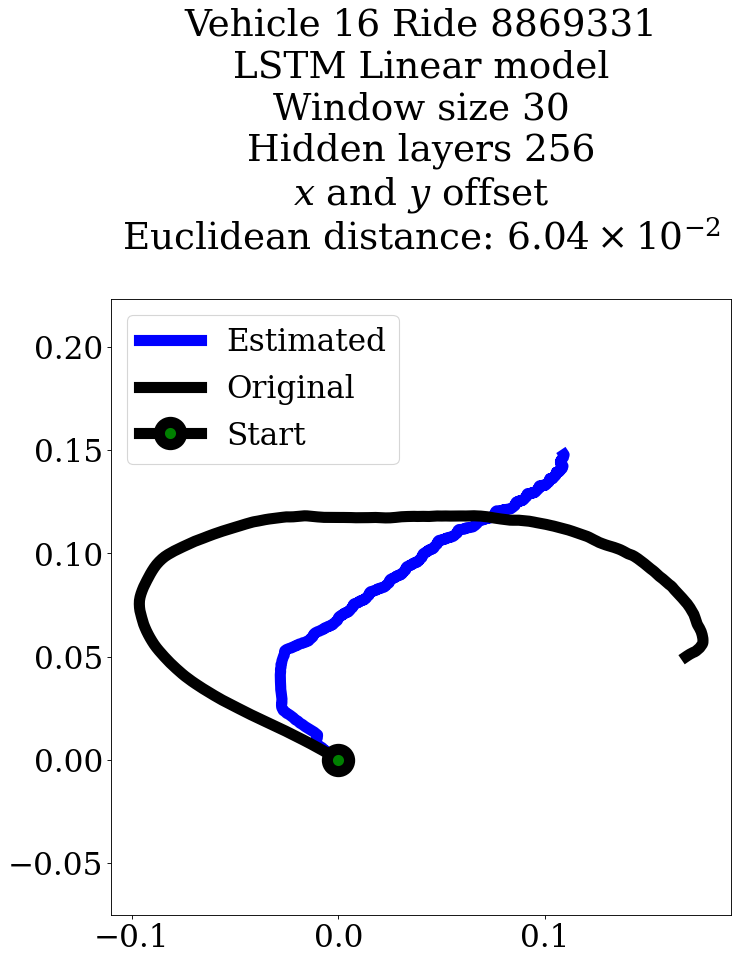 Vehicle 16 Ride 8869331
LSTM Linear model
Window size 30
Hidden layers 256
x and y offset
Euclidean distance: 6.04 × 10⁻²
Estimated
Original
Start
0.20
0.15
0.10
0.05
0.00
−0.05
−0.1
0.0
0.1